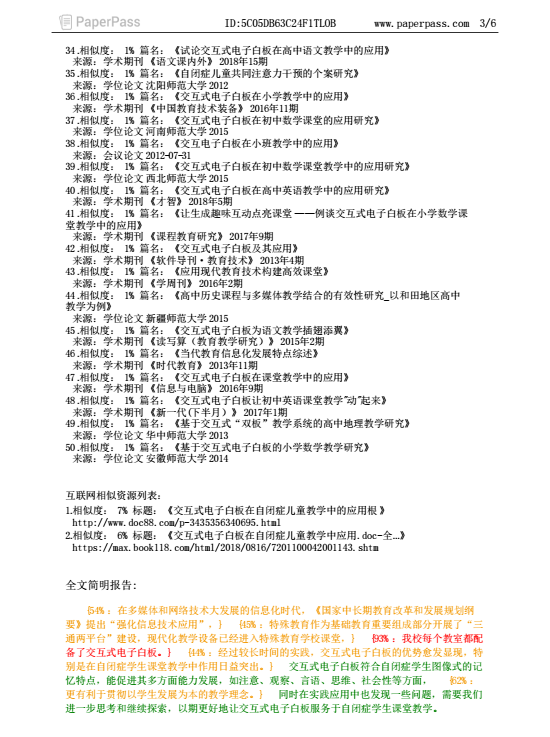 PaperPass ID:5C05DB63C24F1TLOB www.paperpass.com 3/6
34.相似度： 1% 篇名：《试论交互式电子白板在高中语文教学中的应用》
来源：学术期刊 《语文课内外》 2018年15期
35.相似度： 1% 篇名：《自闭症儿童共同注意力干预的个案研究》
来源：学位论文 沈阳师范大学 2012
36.相似度： 1% 篇名：《交互式电子白板在小学教学中的应用》
来源：学术期刊 《中国教育技术装备》 2016年11期
37.相似度： 1% 篇名：《交互式电子白板在初中数学课堂的应用研究》
来源：学位论文 河南师范大学 2015
38.相似度： 1% 篇名：《交互电子白板在小班教学中的应用》
来源：会议论文 2012-07-31
39.相似度： 1% 篇名：《交互式电子白板在初中数学课堂教学中的应用研究》
来源：学位论文 西北师范大学 2015
40.相似度： 1% 篇名：《交互式电子白板在高中英语教学中的应用研究》
来源：学术期刊 《才智》 2018年5期
41.相似度： 1% 篇名：《让生成趣味互动点亮课堂 ——例谈交互式电子白板在小学数学课
堂教学中的应用》
来源：学术期刊 《课程教育研究》 2017年9期
42.相似度： 1% 篇名：《交互式电子白板及其应用》
来源：学术期刊 《软件导刊·教育技术》 2013年4期
43.相似度： 1% 篇名：《应用现代教育技术构建高效课堂》
来源：学术期刊 《学周刊》 2016年2期
44.相似度： 1% 篇名：《高中历史课程与多媒体教学结合的有效性研究_以和田地区高中
教学为例》
来源：学位论文 新疆师范大学 2015
45.相似度： 1% 篇名：《交互式电子白板为语文教学插翅添翼》
来源：学术期刊 《读写算（教育教学研究）》 2015年2期
46.相似度： 1% 篇名：《当代教育信息化发展特点综述》
来源：学术期刊 《时代教育》 2013年11期
47.相似度： 1% 篇名：《交互式电子白板在课堂教学中的应用》
来源：学术期刊 《信息与电脑》 2016年9期
48.相似度： 1% 篇名：《交互式电子白板让初中英语课堂教学"动"起来》
来源：学术期刊 《新一代(下半月）》 2017年1期
49.相似度： 1% 篇名：《基于交互式“双板”教学系统的高中地理教学研究》
来源：学位论文 华中师范大学 2013
50.相似度： 1% 篇名：《基于交互式电子白板的小学数学教学研究》
来源：学位论文 安徽师范大学 2014
互联网相似资源列表：
1.相似度： 7% 标题：《交互式电子白板在自闭症儿童教学中的应用根 》
http://www.doc88.com/p-3435356340695.html
2.相似度： 6% 标题：《交互式电子白板在自闭症儿童教学中应用.doc-全...》
https://max.book118.com/html/2018/0816/7201100042001143.shtm
全文简明报告：
{54%：在多媒体和网络技术大发展的信息化时代，《国家中长期教育改革和发展规划纲
要》提出“强化信息技术应用”。} {45%：特殊教育作为基础教育重要组成部分开展了“三
通两平台”建设，现代化教学设备已经进入特殊教育学校课堂，} {93%：我校每个教室都配
备了交互式电子白板。} {44%：经过较长时间的实践，交互式电子白板的优势愈发显现，特
别是在自闭症学生课堂教学中作用日益突出。} 交互式电子白板符合自闭症学生图像式的记
忆特点，能促进其多方面能力发展，如注意、观察、言语、思维、社会性等方面， {62%：
更有利于贯彻以学生发展为本的教学理念。} 同时在实践应用中也发现一些问题，需要我们
进一步思考和继续探索，以期更好地让交互式电子白板服务于自闭症学生课堂教学。